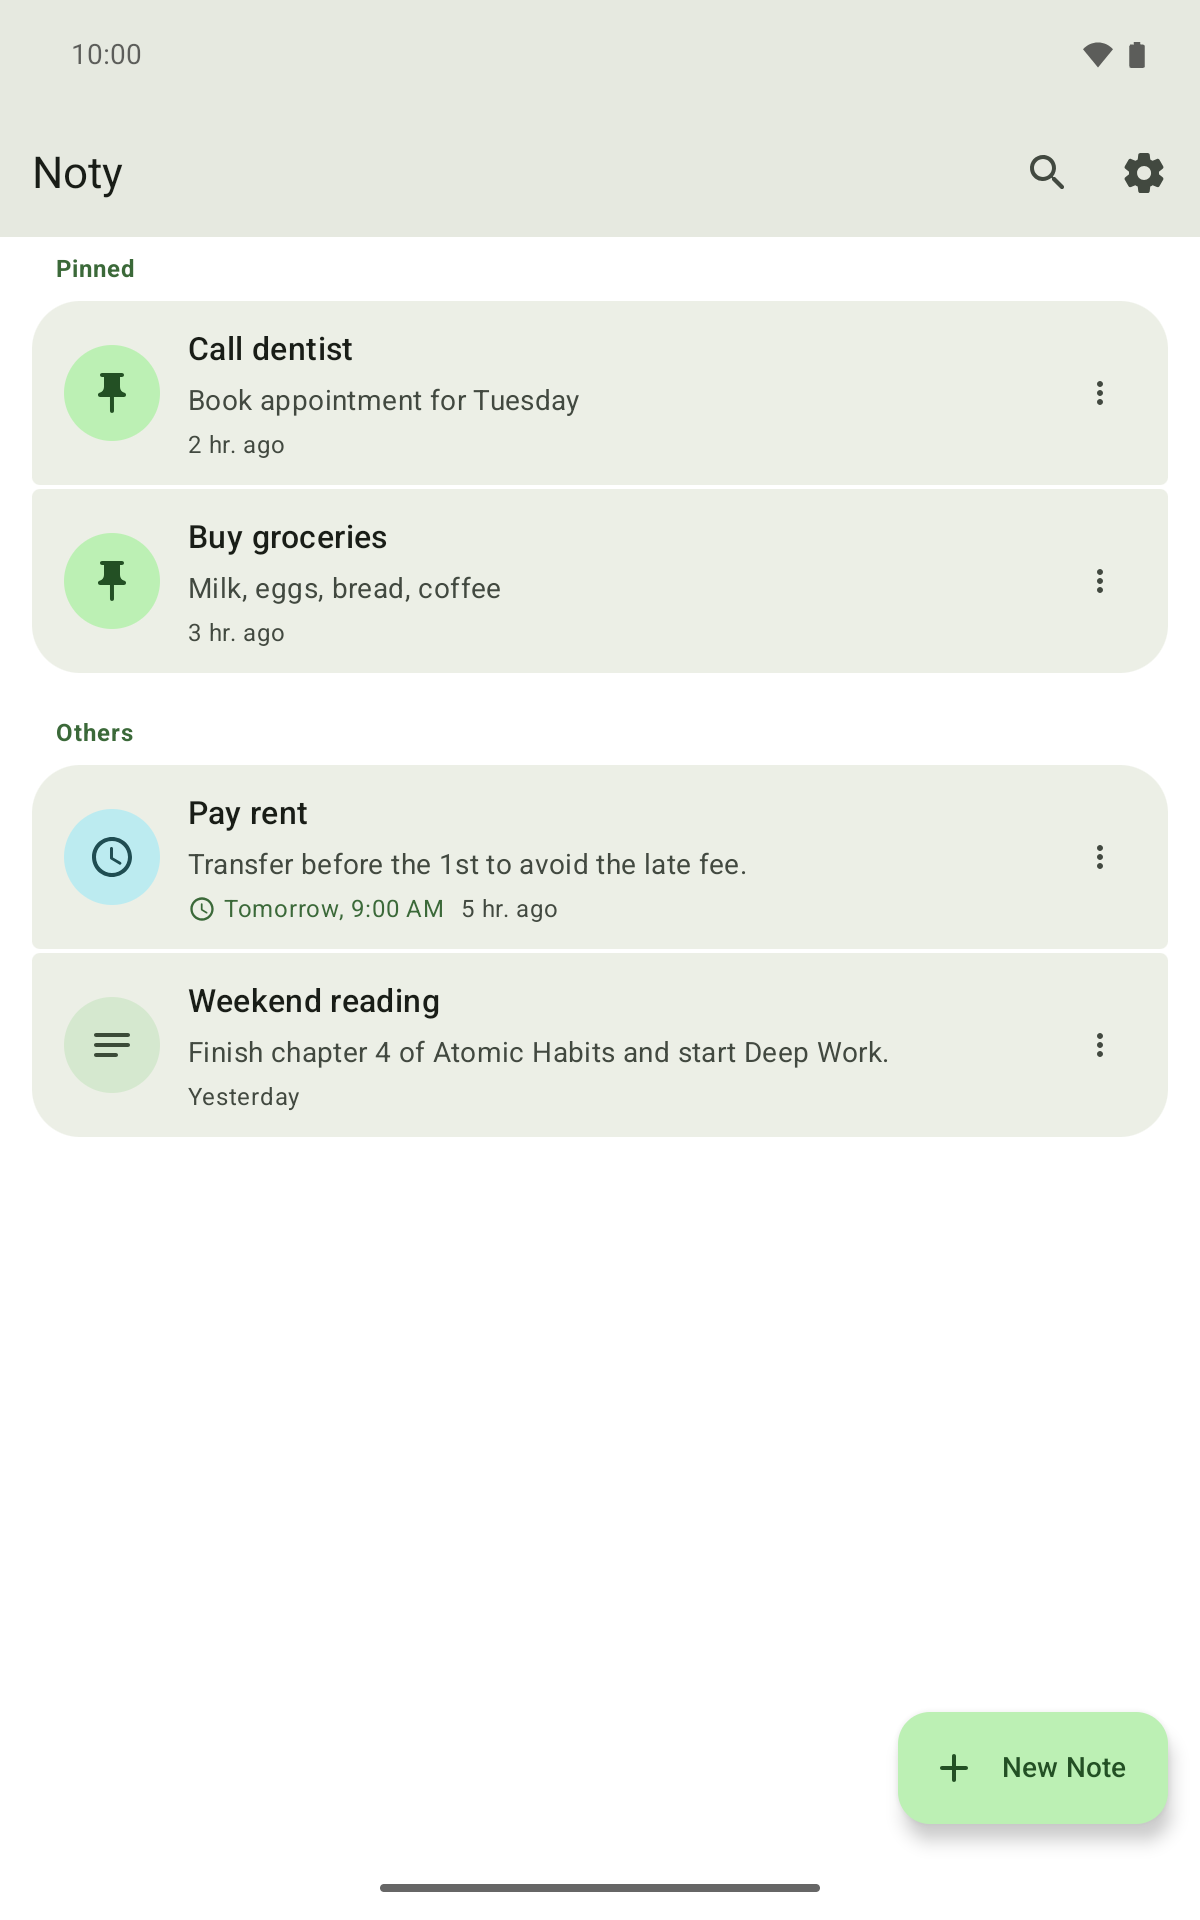 10:00
Noty
Pinned
Call dentist
Book appointment for Tuesday
2 hr. ago
Buy groceries
Milk, eggs, bread, coffee
3 hr. ago
Others
Pay rent
Transfer before the 1st to avoid the late fee.
Tomorrow, 9:00 AM 5 hr. ago
Weekend reading
Finish chapter 4 of Atomic Habits and start Deep Work.
Yesterday
New Note